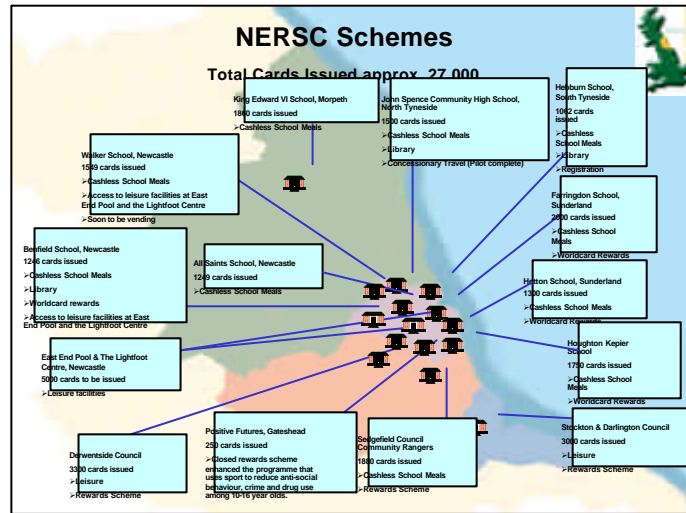 NERSC Schemes
Total Cards Issued approx. 27,000
King Edward VI School, Morpeth
1860 cards issued
➢Cashless School Meals
John Spence Community High School,
North Tyneside
1500 cards issued
➢Cashless School Meals
➢Library
➢Concessionary Travel (Pilot complete)
Hebburn School,
South Tyneside
1062 cards
issued
➢Cashless
School Meals
➢Library
➢Registration
Walker School, Newcastle
1549 cards issued
➢Cashless School Meals
➢Access to leisure facilities at East
End Pool and the Lightfoot Centre
➢Soon to be vending
Farringdon School,
Sunderland
2000 cards issued
➢Cashless School
Meals
➢Worldcard Rewards
Benfield School, Newcastle
1246 cards issued
➢Cashless School Meals
➢Library
➢Worldcard rewards
➢Access to leisure facilities at East
End Pool and the Lightfoot Centre
All Saints School, Newcastle
1249 cards issued
➢Cashless School Meals
Hetton School, Sunderland
1300 cards issued
➢Cashless School Meals
➢Worldcard Rewards
East End Pool & The Lightfoot
Centre, Newcastle
5000 cards to be issued
➢Leisure facilities
Houghton Kepier
School
1750 cards issued
➢Cashless School
Meals
➢Worldcard Rewards
Derwentside Council
3300 cards issued
➢Leisure
➢Rewards Scheme
Positive Futures, Gateshead
250 cards issued
➢Closed rewards scheme
enhanced the programme that
uses sport to reduce anti-social
behaviour, crime and drug use
among 10-16 year olds.
Sedgefield Council
Community Rangers
1880 cards issued
➢Cashless School Meals
➢Rewards Scheme
Stockton & Darlington Council
3000 cards issued
➢Leisure
➢Rewards Scheme